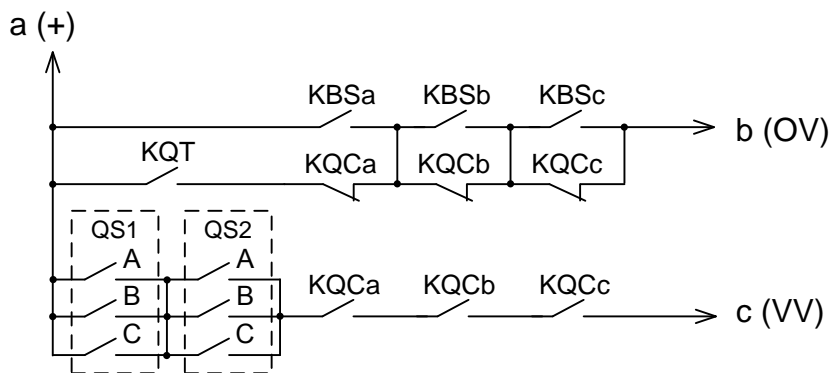 a (+)
KBSa KBSb KBSc
b (OV)
KQT KQCa KQCb KQCc
QS1 QS2
A A
KQCa KQCb KQCc
B B
c (VV)
C C